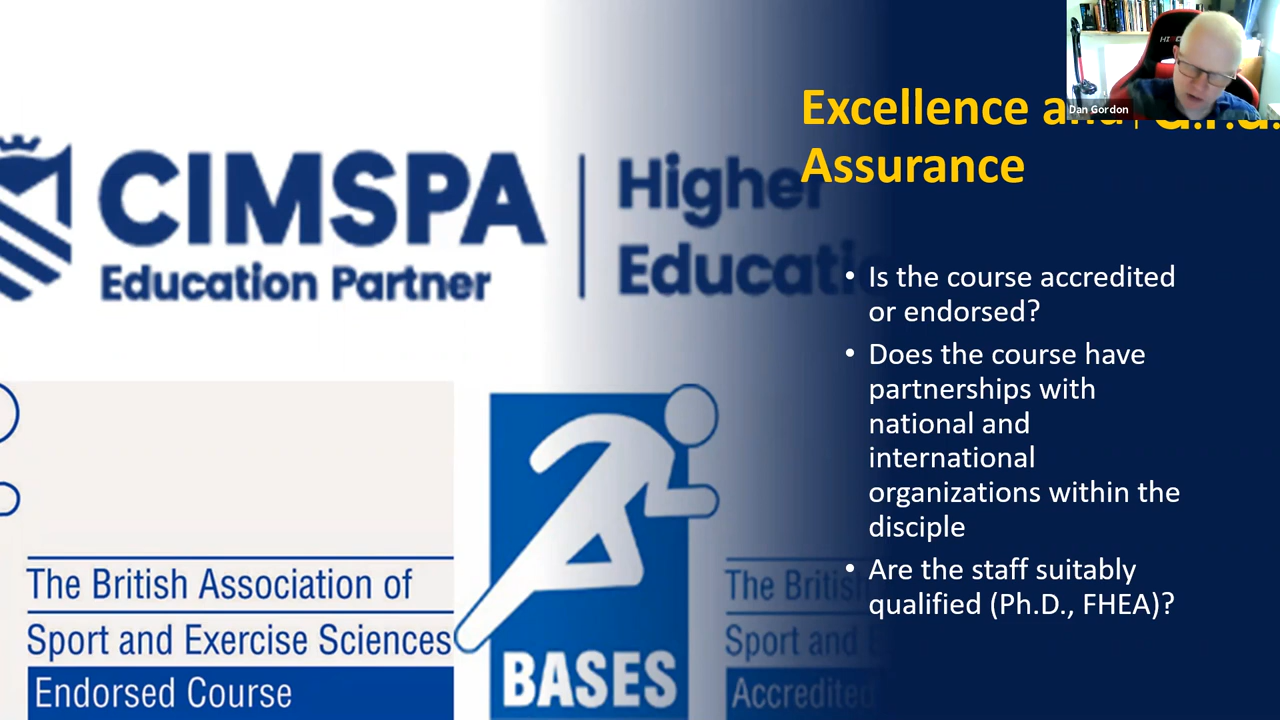 Dan Gordon
Excellence and
Assurance
CIMSPA
Education Partner
Higher
Educati
• Is the course accredited
or endorsed?
• Does the course have
partnerships with
national and
international
organizations within the
disciple
• Are the staff suitably
qualified (Ph.D., FHEA)?
The British Association of
Sport and Exercise Sciences
Endorsed Course
BASES
The British
Sport and E
Accredited